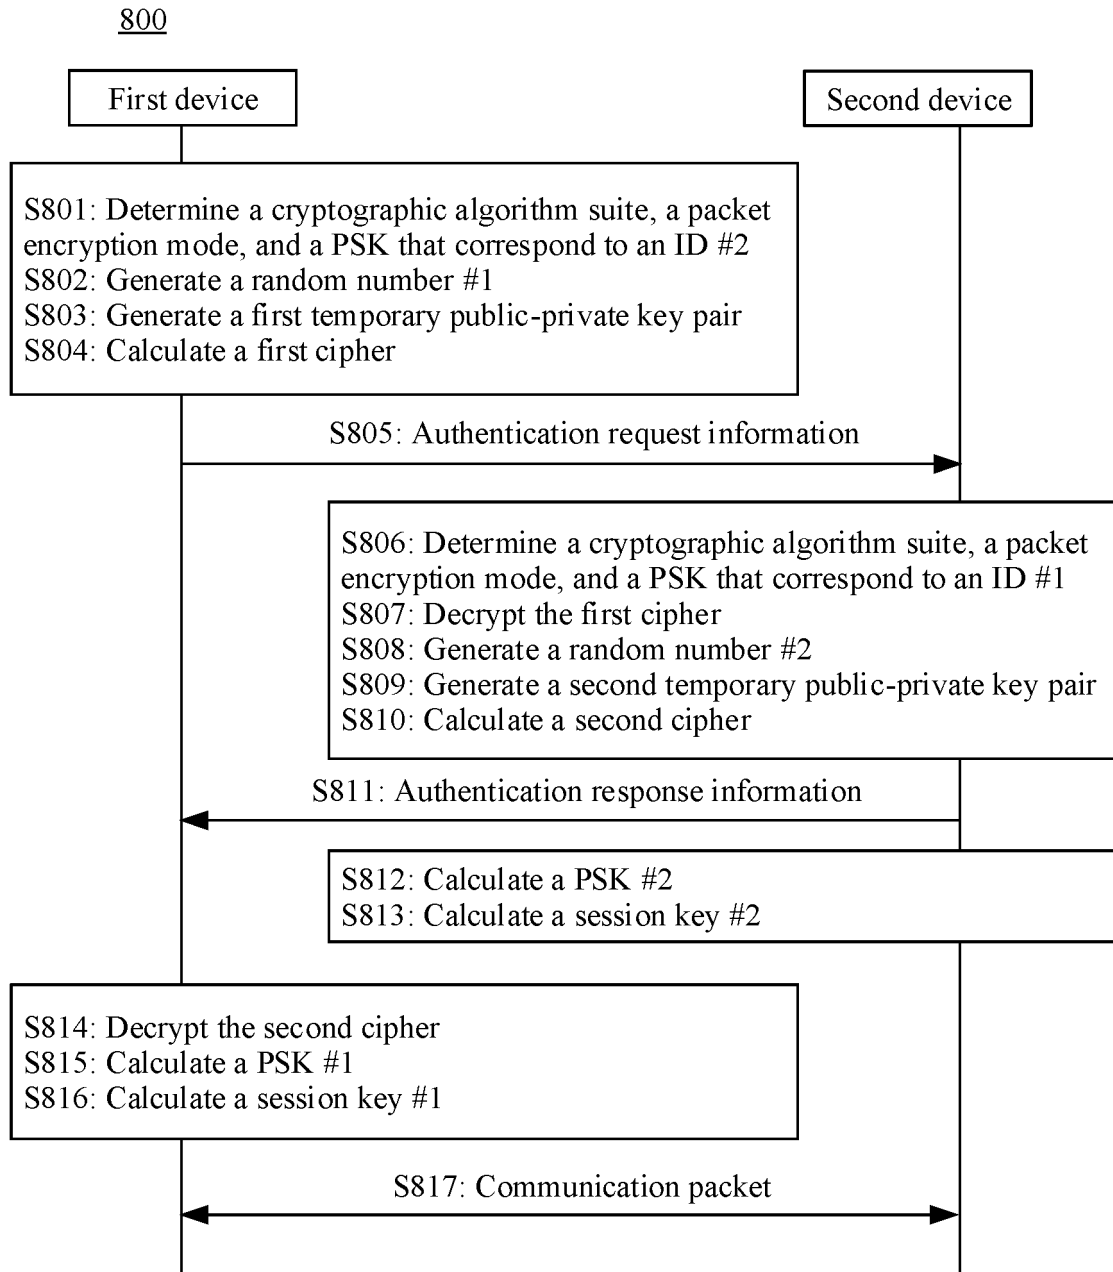 800
First device
Second device
S801: Determine a cryptographic algorithm suite, a packet
encryption mode, and a PSK that correspond to an ID #2
S802: Generate a random number #1
S803: Generate a first temporary public-private key pair
S804: Calculate a first cipher
S805: Authentication request information
S806: Determine a cryptographic algorithm suite, a packet
encryption mode, and a PSK that correspond to an ID #1
S807: Decrypt the first cipher
S808: Generate a random number #2
S809: Generate a second temporary public-private key pair
S810: Calculate a second cipher
S811: Authentication response information
S812: Calculate a PSK #2
S813: Calculate a session key #2
S814: Decrypt the second cipher
S815: Calculate a PSK #1
S816: Calculate a session key #1
S817: Communication packet